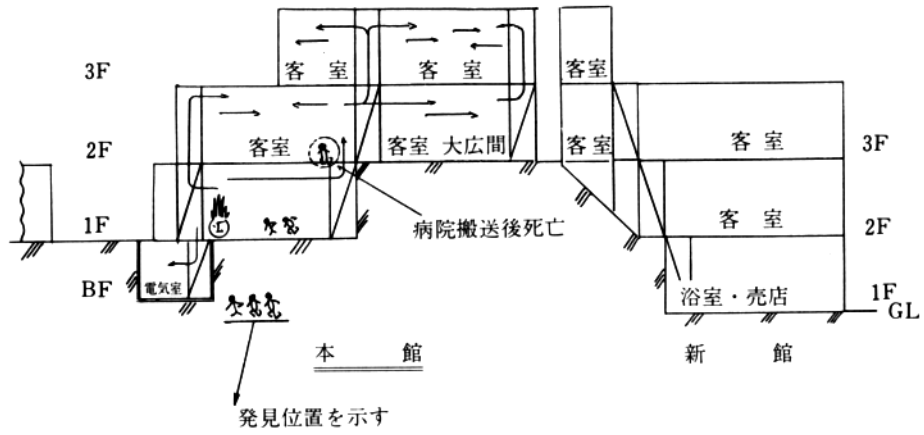 3F
客室
客室
客室
2F
客室
客室 大広間
客室
客室
3F
1F
病院搬送後死亡
客室
2F
BF
電気室
浴室・売店
1F
GL
本館
新館
発見位置を示す